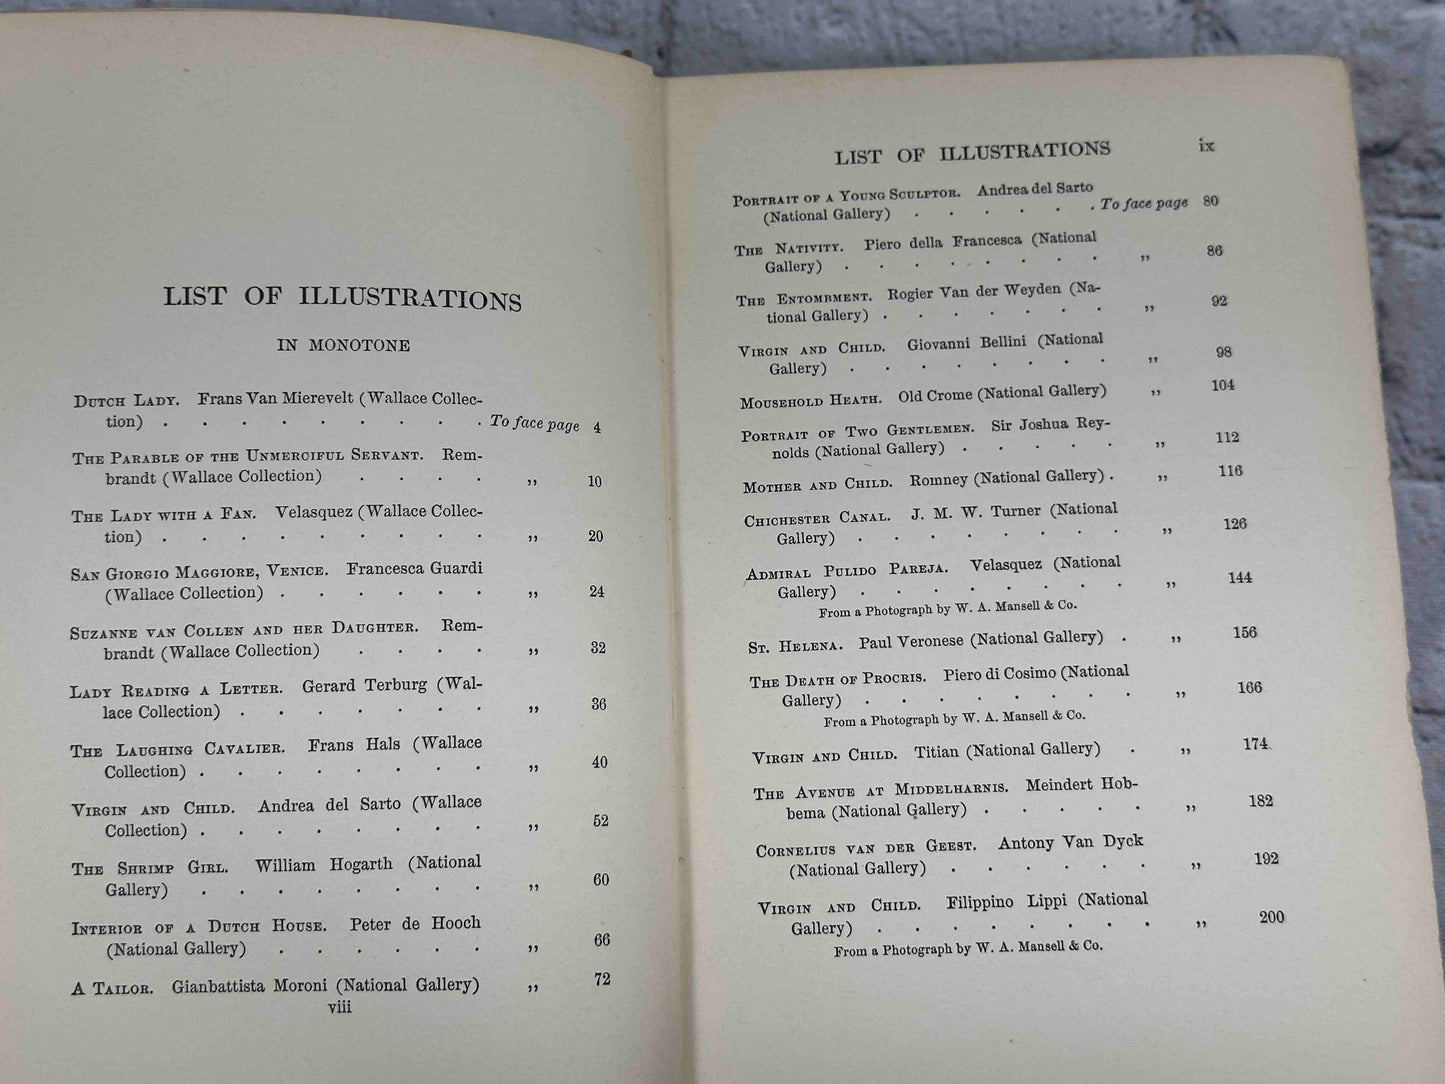 LIST OF ILLUSTRATIONS
IN MONOTONE
DUTCH LADY. Frans Van Mierevelt (Wallace Collec-
tion) . . . . . . . . . To face page 4
THE PARABLE OF THE UNMERCIFUL SERVANT. Rem-
brandt (Wallace Collection) . . . . ,, 10
THE LADY WITH A FAN. Velasquez (Wallace Collec-
tion) . . . . . . . . . ,, 20
SAN GIORGIO MAGGIORE, VENICE. Francesca Guardi
(Wallace Collection) . . . . . . ,, 24
SUZANNE VAN COLLEN AND HER DAUGHTER. Rem-
brandt (Wallace Collection) . . . . ,, 32
LADY READING A LETTER. Gerard Terburg (Wal-
lace Collection) . . . . . . . ,, 36
THE LAUGHING CAVALIER. Frans Hals (Wallace
Collection) . . . . . . . . ,, 40
VIRGIN AND CHILD. Andrea del Sarto (Wallace
Collection) . . . . . . . . ,, 52
THE SHRIMP GIRL. William Hogarth (National
Gallery) . . . . . . . . ,, 60
INTERIOR OF A DUTCH HOUSE. Peter de Hooch
(National Gallery) . . . . . . ,, 66
A TAILOR. Gianbattista Moroni (National Gallery) ,, 72
viii
LIST OF ILLUSTRATIONS ix
PORTRAIT OF A YOUNG SCULPTOR. Andrea del Sarto
(National Gallery) . . . . . . To face page 80
THE NATIVITY. Piero della Francesca (National
Gallery) . . . . . . . . ,, 86
THE ENTOMBMENT. Rogier Van der Weyden (Na-
tional Gallery) . . . . . . . ,, 92
VIRGIN AND CHILD. Giovanni Bellini (National
Gallery) . . . . . . . . ,, 98
MOUSEHOLD HEATH. Old Crome (National Gallery) ,, 104
PORTRAIT OF TWO GENTLEMEN. Sir Joshua Rey-
nolds (National Gallery) . . . . . ,, 112
MOTHER AND CHILD. Romney (National Gallery) . ,, 116
CHICHESTER CANAL. J. M. W. Turner (National
Gallery) . . . . . . . . ,, 126
ADMIRAL PULIDO PAREJA. Velasquez (National
Gallery) . . . . . . . . ,, 144
From a Photograph by W. A. Mansell & Co.
ST. HELENA. Paul Veronese (National Gallery) . ,, 156
THE DEATH OF PROCRIS. Piero di Cosimo (National
Gallery) . . . . . . . . ,, 166
From a Photograph by W. A. Mansell & Co.
VIRGIN AND CHILD. Titian (National Gallery) . ,, 174
THE AVENUE AT MIDDELHARNIS. Meindert Hob-
bema (National Gallery) . . . . . ,, 182
CORNELIUS VAN DER GEEST. Antony Van Dyck
(National Gallery) . . . . . . ,, 192
VIRGIN AND CHILD. Filippino Lippi (National
Gallery) . . . . . . . . ,, 200
From a Photograph by W. A. Mansell & Co.